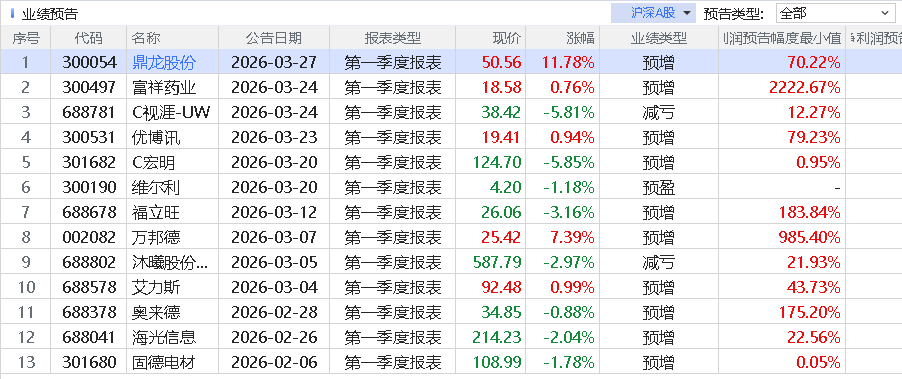 业绩预告 沪深A股 预告类型: 全部
序号 代码 名称 公告日期 报表类型 现价 涨幅 业绩类型 利润预告幅度最小值 净利润预告
1 300054 鼎龙股份 2026-03-27 第一季度报表 50.56 11.78% 预增 70.22%
2 300497 富祥药业 2026-03-24 第一季度报表 18.58 0.76% 预增 2222.67%
3 688781 C视涯-UW 2026-03-24 第一季度报表 38.42 -5.81% 减亏 12.27%
4 300531 优博讯 2026-03-23 第一季度报表 19.41 0.94% 预增 79.23%
5 301682 C宏明 2026-03-20 第一季度报表 124.70 -5.85% 预增 0.95%
6 300190 维尔利 2026-03-20 第一季度报表 4.20 -1.18% 预盈 -
7 688678 福立旺 2026-03-12 第一季度报表 26.06 -3.16% 预增 183.84%
8 002082 万邦德 2026-03-07 第一季度报表 25.42 7.39% 预增 985.40%
9 688802 沐曦股份... 2026-03-05 第一季度报表 587.79 -2.97% 减亏 21.93%
10 688578 艾力斯 2026-03-04 第一季度报表 92.48 0.99% 预增 43.73%
11 688378 奥来德 2026-02-28 第一季度报表 34.85 -0.88% 预增 175.20%
12 688041 海光信息 2026-02-26 第一季度报表 214.23 -2.04% 预增 22.56%
13 301680 固德电材 2026-02-06 第一季度报表 108.99 -1.78% 预增 0.05%